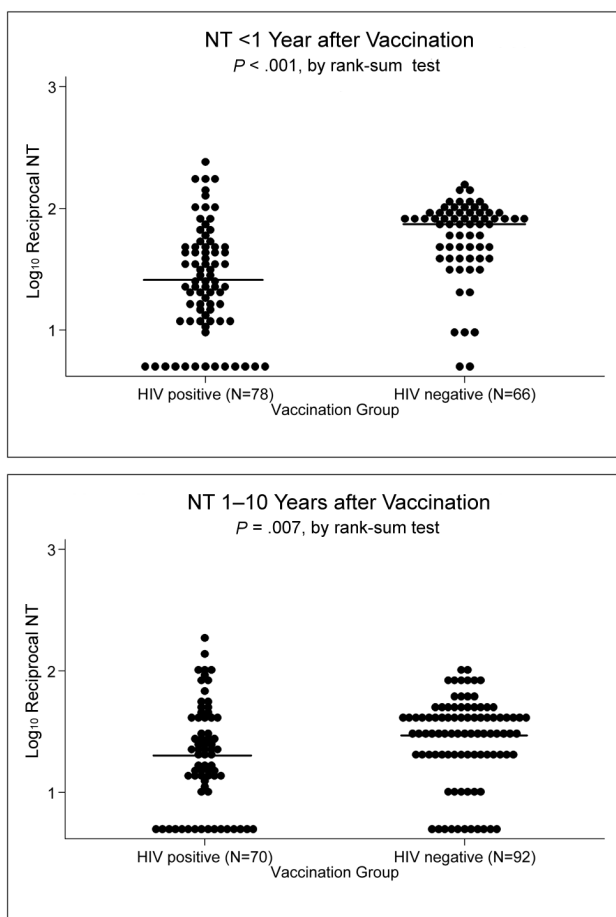 NT <1 Year after Vaccination
P < .001, by rank-sum test
3
2
1
Log₁₀ Reciprocal NT
HIV positive (N=78) HIV negative (N=66)
Vaccination Group
NT 1–10 Years after Vaccination
P = .007, by rank-sum test
3
2
1
Log₁₀ Reciprocal NT
HIV positive (N=70) HIV negative (N=92)
Vaccination Group